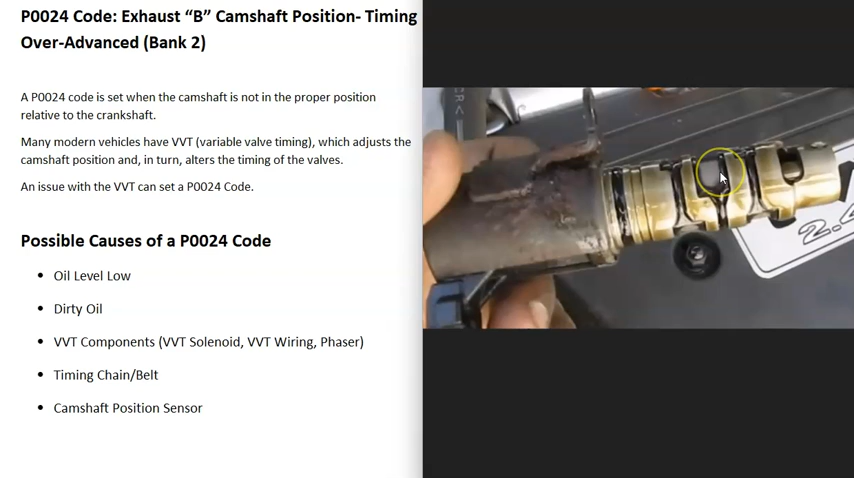 P0024 Code: Exhaust “B” Camshaft Position- Timing
Over-Advanced (Bank 2)
A P0024 code is set when the camshaft is not in the proper position
relative to the crankshaft.
Many modern vehicles have VVT (variable valve timing), which adjusts the
camshaft position and, in turn, alters the timing of the valves.
An issue with the VVT can set a P0024 Code.
Possible Causes of a P0024 Code
• Oil Level Low
• Dirty Oil
• VVT Components (VVT Solenoid, VVT Wiring, Phaser)
• Timing Chain/Belt
• Camshaft Position Sensor
2.4